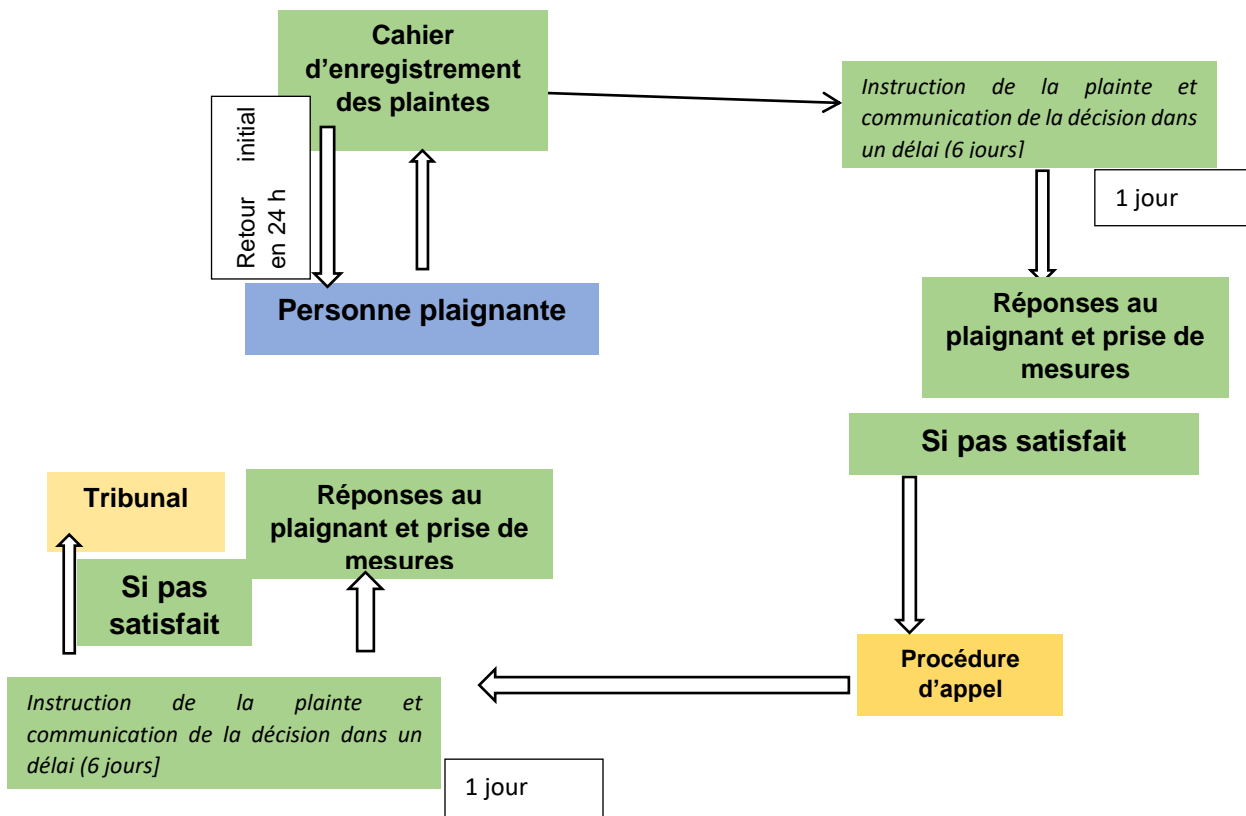 Cahier
d’enregistrement
des plaintes
Retour initial
en 24 h
Personne plaignante
Instruction de la plainte et
communication de la décision dans
un délai (6 jours]
1 jour
Réponses au
plaignant et prise de
mesures
Si pas satisfait
Procédure
d’appel
Tribunal
Si pas
satisfait
Réponses au
plaignant et prise de
mesures
Instruction de la plainte et
communication de la décision dans un
délai (6 jours]
1 jour